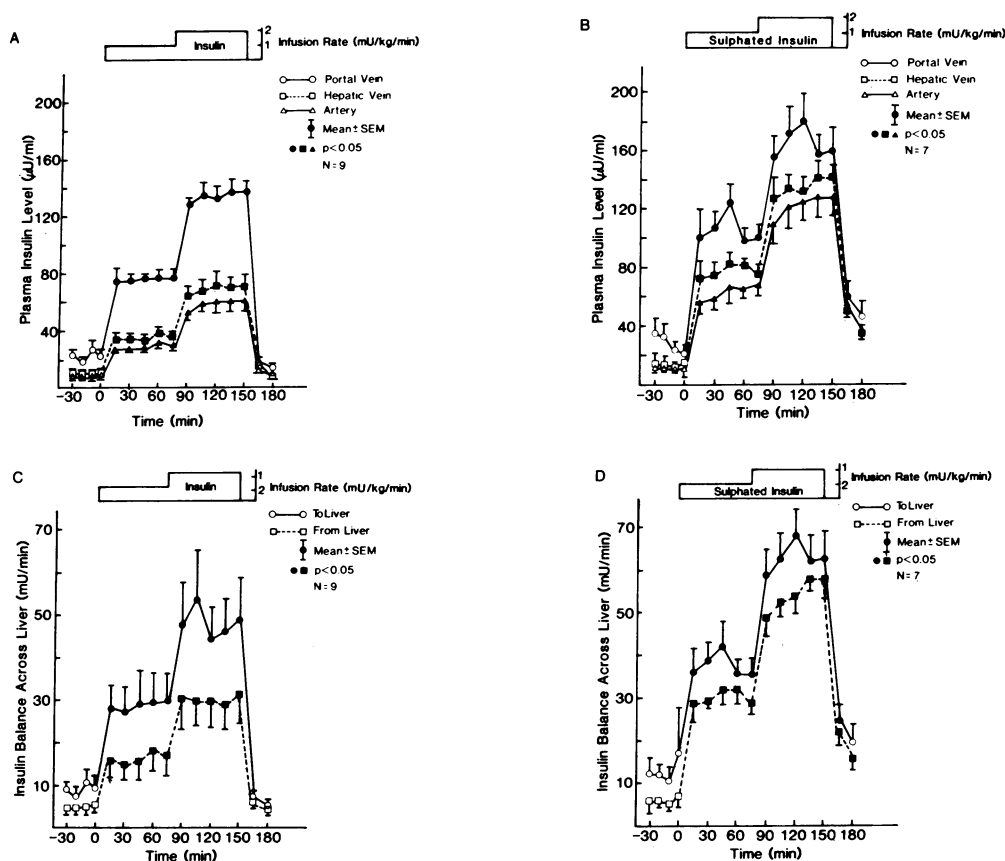 A
2
1
Insulin
Infusion Rate (mU/kg/min)
Portal Vein
Hepatic Vein
Artery
Mean ± SEM
p<0.05
N=9
200
160
120
80
40
Plasma Insulin Level (μU/ml)
-30 0 30 60 90 120 150 180
Time (min)
B
2
1
Sulphated Insulin
Infusion Rate (mU/kg/min)
Portal Vein
Hepatic Vein
Artery
Mean ± SEM
p<0.05
N=7
200
160
120
80
40
Plasma Insulin Level (μU/ml)
-30 0 30 60 90 120 150 180
Time (min)
C
1
2
Insulin
Infusion Rate (mU/kg/min)
To Liver
From Liver
Mean ± SEM
p<0.05
N=9
70
50
30
10
Insulin Balance Across Liver (mU/min)
-30 0 30 60 90 120 150 180
Time (min)
D
1
2
Sulphated Insulin
Infusion Rate (mU/kg/min)
To Liver
From Liver
Mean ± SEM
p<0.05
N=7
70
50
30
10
Insulin Balance Across Liver (mU/min)
-30 0 30 60 90 120 150 180
Time (min)